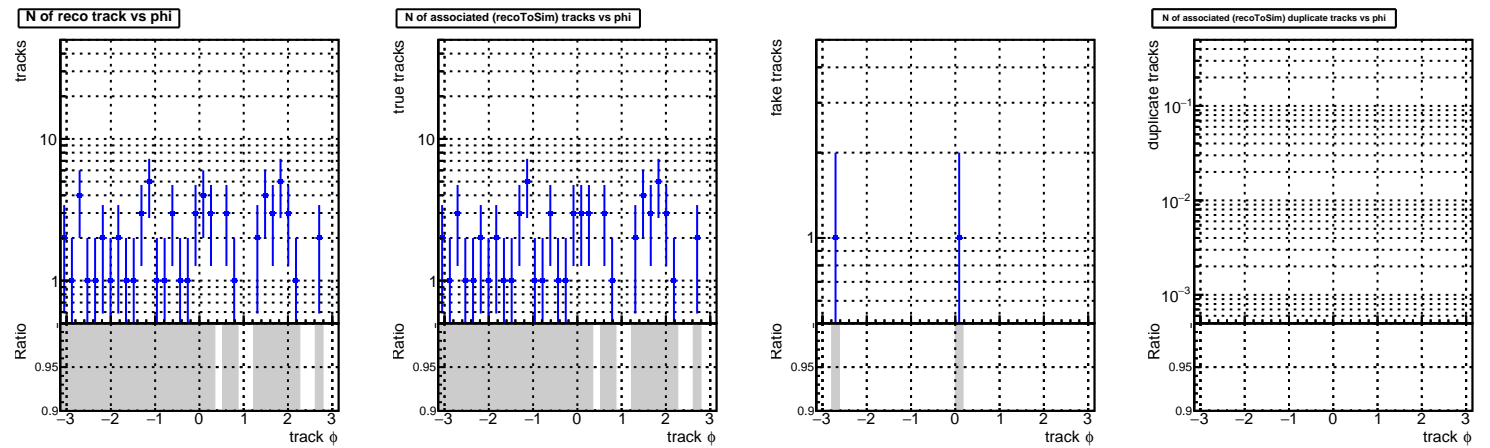 N of reco track vs phi
tracks
10
1
Ratio
0.95
0.9
−3 −2 −1 0 1 2 3
track ϕ
N of associated (recoToSim) tracks vs phi
true tracks
10
1
Ratio
0.95
0.9
−3 −2 −1 0 1 2 3
track ϕ
fake tracks
1
Ratio
0.95
0.9
−3 −2 −1 0 1 2 3
track ϕ
N of associated (recoToSim) duplicate tracks vs phi
duplicate tracks
10⁻¹
10⁻²
10⁻³
Ratio
0.95
0.9
−3 −2 −1 0 1 2 3
track ϕ